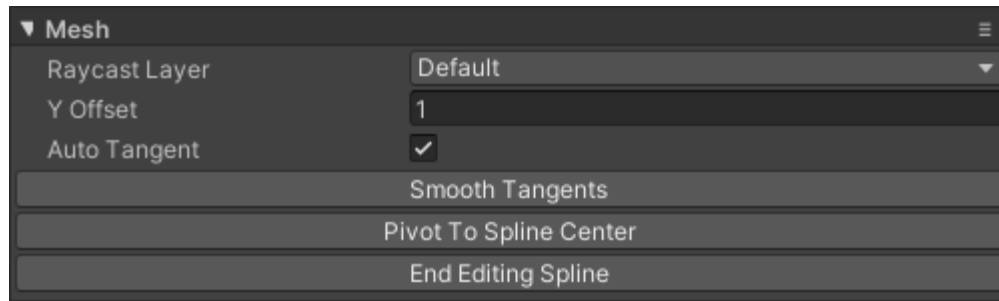 Mesh
Raycast Layer Default
Y Offset 1
Auto Tangent
Smooth Tangents
Pivot To Spline Center
End Editing Spline